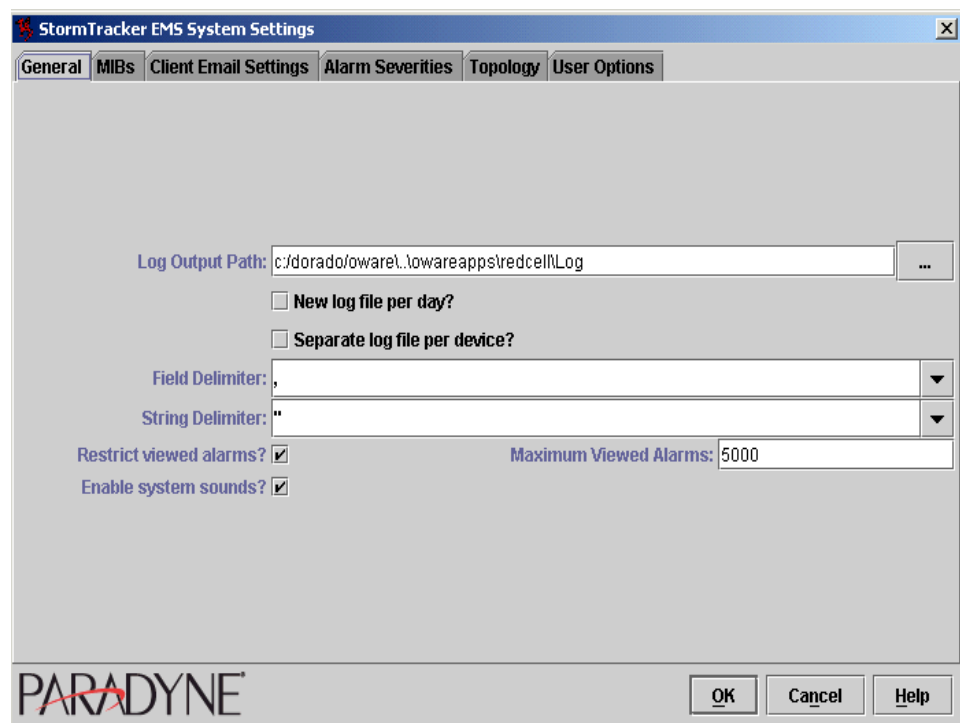 StormTracker EMS System Settings
General MIBs Client Email Settings Alarm Severities Topology User Options
Log Output Path: c:/dorado/oware\..\owareapps\redcell\Log ...
New log file per day?
Separate log file per device?
Field Delimiter: ,
String Delimiter: "
Restrict viewed alarms? Maximum Viewed Alarms: 5000
Enable system sounds?
PARADYNE
OK Cancel Help